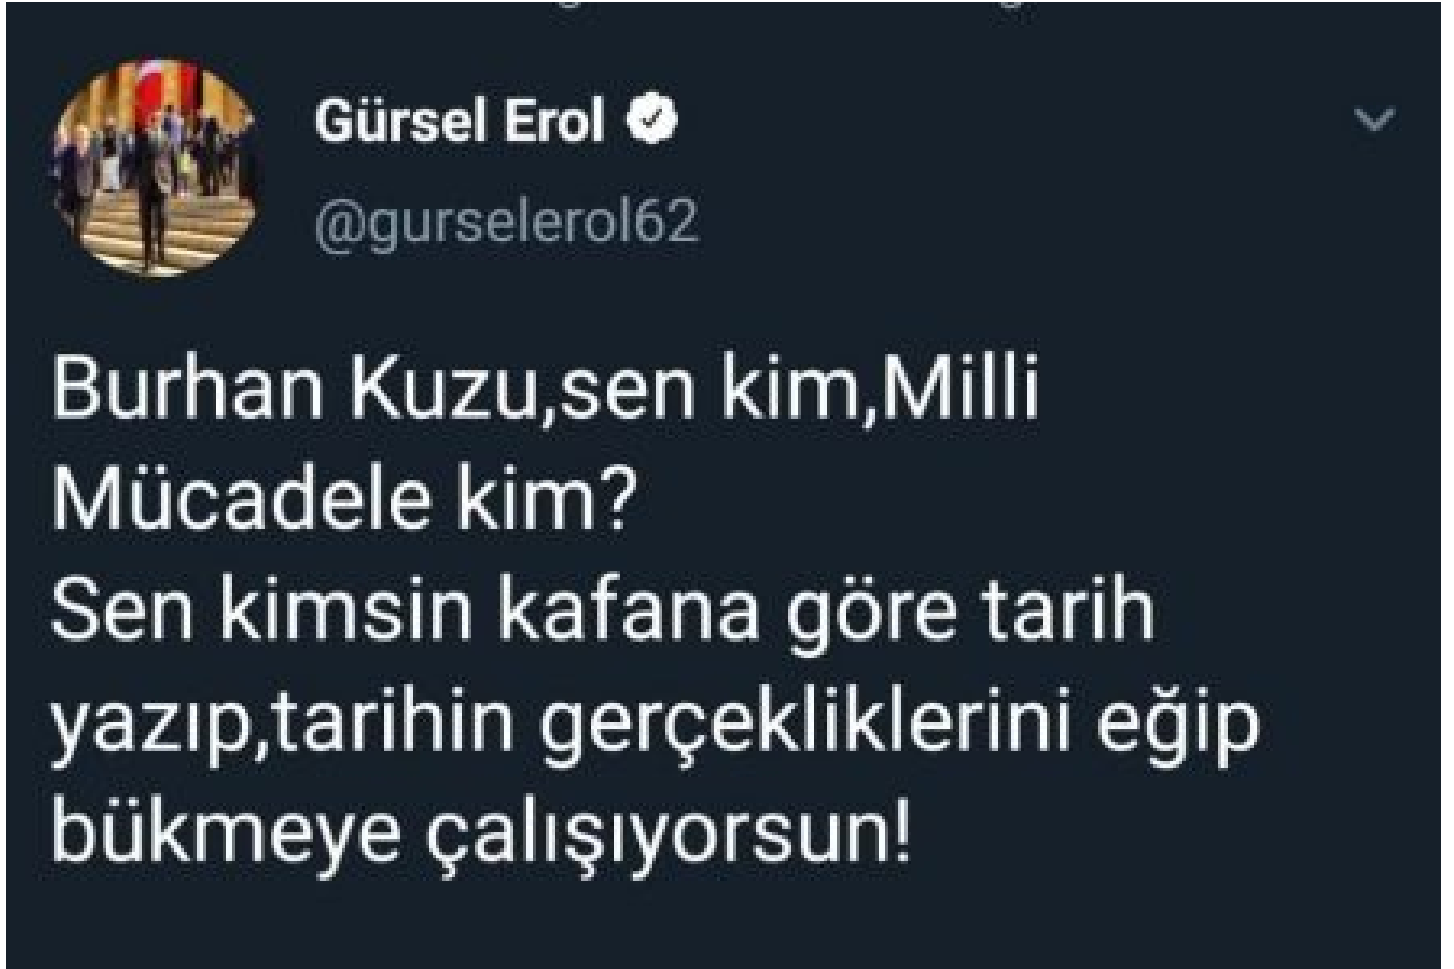 Gürsel Erol
@gurselerol62
Burhan Kuzu,sen kim,Milli
Mücadele kim?
Sen kimsin kafana göre tarih
yazıp,tarihin gerçekliklerini eğip
bükmeye çalışıyorsun!